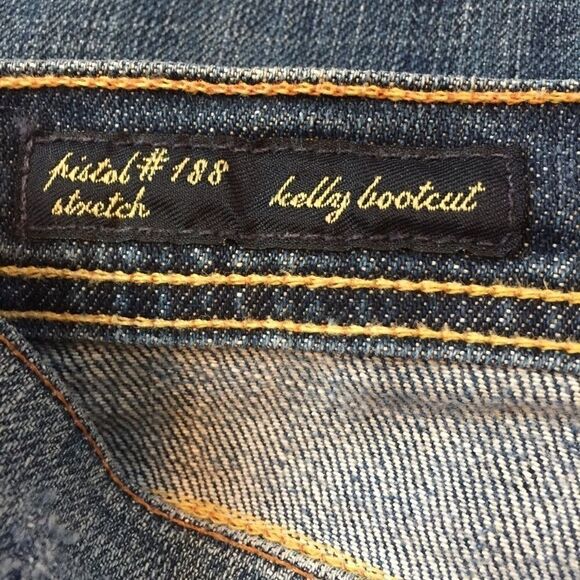 pistol # 188 kelly bootcut
stretch